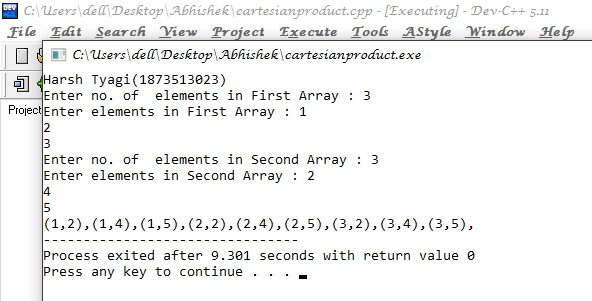 C:\Users\dell\Desktop\Abhishek\cartesianproduct.cpp - [Executing] - Dev-C++ 5.11
File Edit Search View Project Execute Tools AStyle Window Help
C:\Users\dell\Desktop\Abhishek\cartesianproduct.exe
Project
Harsh Tyagi(1873513023)
Enter no. of  elements in First Array : 3
Enter elements in First Array : 1
2
3
Enter no. of  elements in Second Array : 3
Enter elements in Second Array : 2
4
5
(1,2),(1,4),(1,5),(2,2),(2,4),(2,5),(3,2),(3,4),(3,5),
--------------------------------
Process exited after 9.301 seconds with return value 0
Press any key to continue . . .